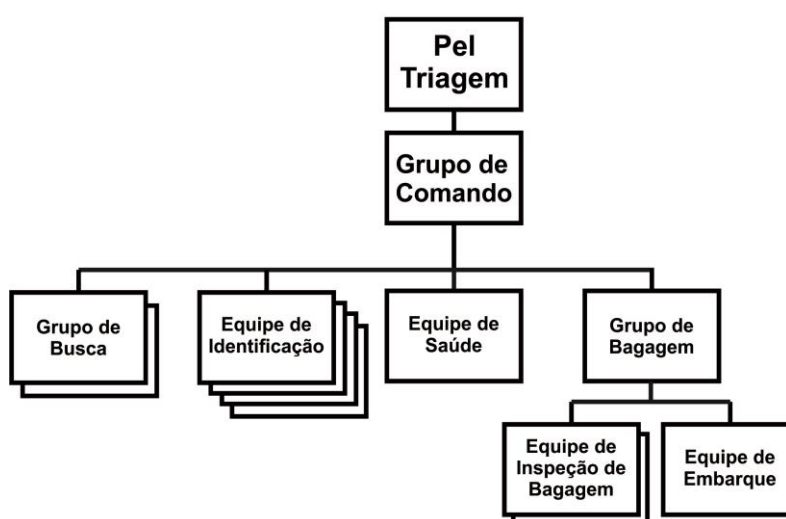 Pel
Triagem
Grupo de
Comando
Grupo de
Busca
Equipe de
Identificação
Equipe de
Saúde
Grupo de
Bagagem
Equipe de
Inspeção de
Bagagem
Equipe de
Embarque